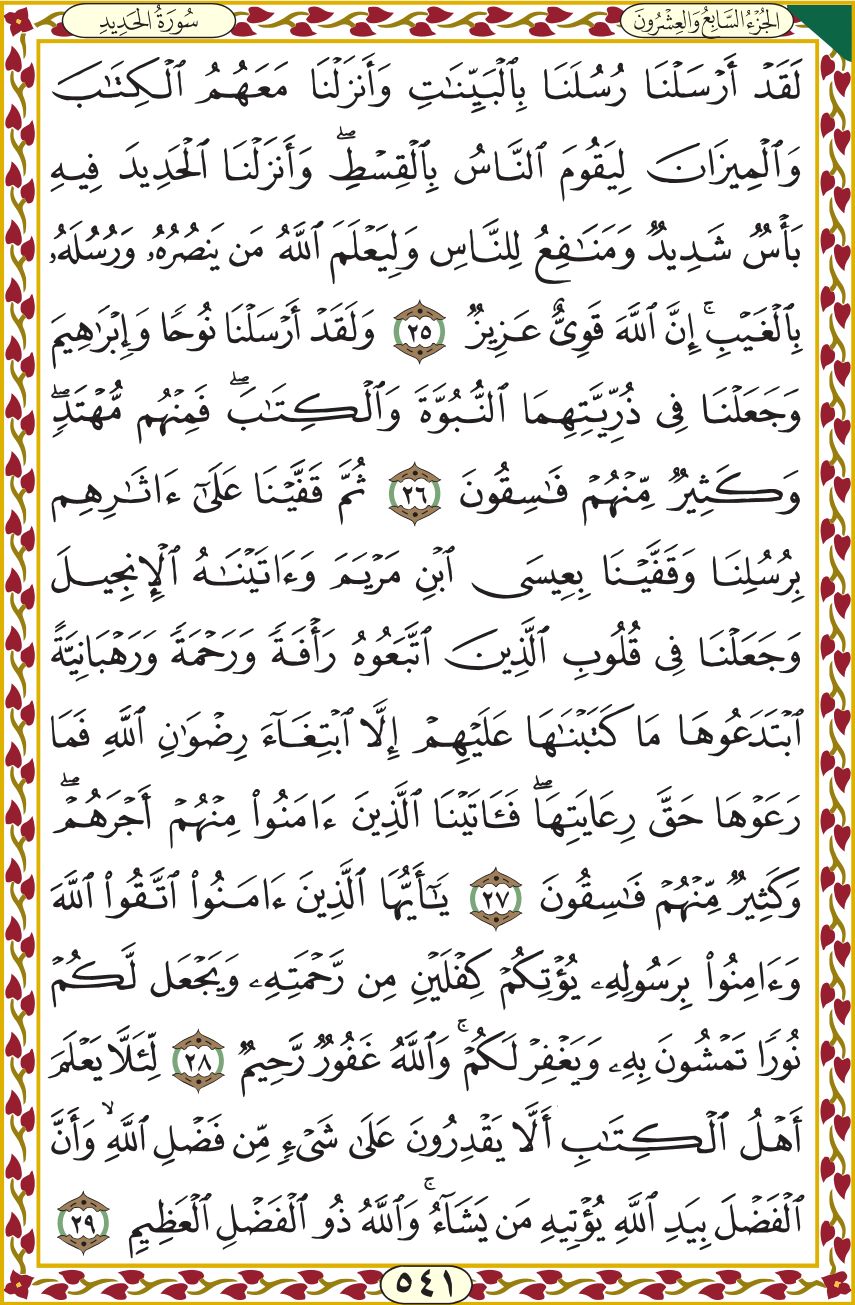 الجُزْءُ السَّابِعُ وَالعِشْرُونَ
سُورَةُ الحَدِيدِ
لَقَدۡ أَرۡسَلۡنَا رُسُلَنَا بِٱلۡبَيِّنَٰتِ وَأَنزَلۡنَا مَعَهُمُ ٱلۡكِتَٰبَ
وَٱلۡمِيزَانَ لِيَقُومَ ٱلنَّاسُ بِٱلۡقِسۡطِۖ وَأَنزَلۡنَا ٱلۡحَدِيدَ فِيهِ
بَأۡسٞ شَدِيدٞ وَمَنَٰفِعُ لِلنَّاسِ وَلِيَعۡلَمَ ٱللَّهُ مَن يَنصُرُهُۥ وَرُسُلَهُۥ
بِٱلۡغَيۡبِۚ إِنَّ ٱللَّهَ قَوِيٌّ عَزِيزٞ ٢٥ وَلَقَدۡ أَرۡسَلۡنَا نُوحٗا وَإِبۡرَٰهِيمَ
وَجَعَلۡنَا فِي ذُرِّيَّتِهِمَا ٱلنُّبُوَّةَ وَٱلۡكِتَٰبَۖ فَمِنۡهُم مُّهۡتَدٖۖ
وَكَثِيرٞ مِّنۡهُمۡ فَٰسِقُونَ ٢٦ ثُمَّ قَفَّيۡنَا عَلَىٰٓ ءَاثَٰرِهِم
بِرُسُلِنَا وَقَفَّيۡنَا بِعِيسَى ٱبۡنِ مَرۡيَمَ وَءَاتَيۡنَٰهُ ٱلۡإِنجِيلَ
وَجَعَلۡنَا فِي قُلُوبِ ٱلَّذِينَ ٱتَّبَعُوهُ رَأۡفَةٗ وَرَحۡمَةٗ وَرَهۡبَانِيَّةً
ٱبۡتَدَعُوهَا مَا كَتَبۡنَٰهَا عَلَيۡهِمۡ إِلَّا ٱبۡتِغَآءَ رِضۡوَٰنِ ٱللَّهِ فَمَا
رَعَوۡهَا حَقَّ رِعَايَتِهَاۖ فَـَٔاتَيۡنَا ٱلَّذِينَ ءَامَنُواْ مِنۡهُمۡ أَجۡرَهُمۡۖ
وَكَثِيرٞ مِّنۡهُمۡ فَٰسِقُونَ ٢٧ يَٰٓأَيُّهَا ٱلَّذِينَ ءَامَنُواْ ٱتَّقُواْ ٱللَّهَ
وَءَامِنُواْ بِرَسُولِهِۦ يُؤۡتِكُمۡ كِفۡلَيۡنِ مِن رَّحۡمَتِهِۦ وَيَجۡعَل لَّكُمۡ
نُورٗا تَمۡشُونَ بِهِۦ وَيَغۡفِرۡ لَكُمۡۚ وَٱللَّهُ غَفُورٞ رَّحِيمٞ ٢٨ لِّئَلَّا يَعۡلَمَ
أَهۡلُ ٱلۡكِتَٰبِ أَلَّا يَقۡدِرُونَ عَلَىٰ شَيۡءٖ مِّن فَضۡلِ ٱللَّهِۙ وَأَنَّ
ٱلۡفَضۡلَ بِيَدِ ٱللَّهِ يُؤۡتِيهِ مَن يَشَآءُۚ وَٱللَّهُ ذُو ٱلۡفَضۡلِ ٱلۡعَظِيمِ ٢٩
٥٤١